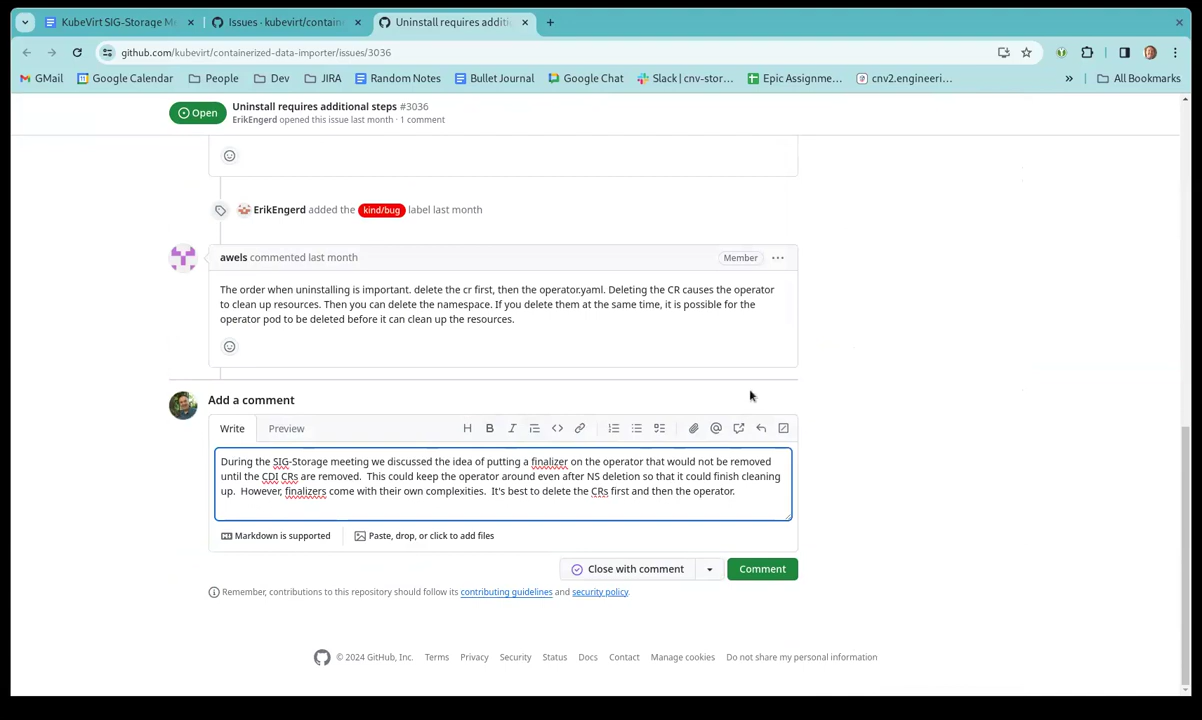 KubeVirt SIG-Storage M
Issues · kubevirt/contain
Uninstall requires additi
github.com/kubevirt/containerized-data-importer/issues/3036
GMail
Google Calendar
People
Dev
JIRA
Random Notes
Bullet Journal
Google Chat
Slack | cnv-stor...
Epic Assignme...
cnv2.engineeri...
»
All Bookmarks
Open
Uninstall requires additional steps #3036
ErikEngerd opened this issue last month · 1 comment
ErikEngerd added the kind/bug label last month
awels commented last month
Member
The order when uninstalling is important. delete the cr first, then the operator.yaml. Deleting the CR causes the operator
to clean up resources. Then you can delete the namespace. If you delete them at the same time, it is possible for the
operator pod to be deleted before it can clean up the resources.
Add a comment
Write
Preview
During the SIG-Storage meeting we discussed the idea of putting a finalizer on the operator that would not be removed
until the CDI CRs are removed.  This could keep the operator around even after NS deletion so that it could finish cleaning
up.  However, finalizers come with their own complexities.  It's best to delete the CRs first and then the operator.
Markdown is supported
Paste, drop, or click to add files
Close with comment
Comment
Remember, contributions to this repository should follow its contributing guidelines and security policy.
© 2024 GitHub, Inc.
Terms
Privacy
Security
Status
Docs
Contact
Manage cookies
Do not share my personal information